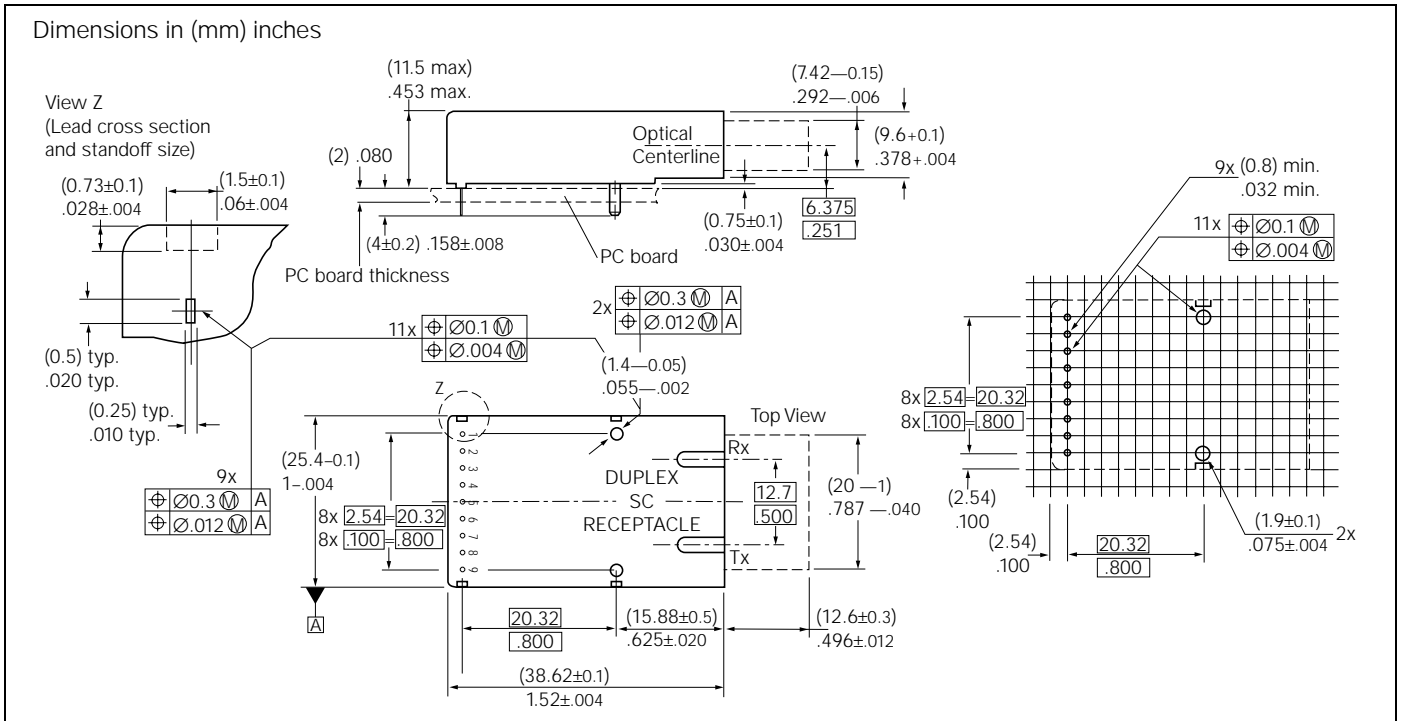 Dimensions in (mm) inches
View Z
(Lead cross section
and standoff size)
(0.73±0.1)
.028±.004
(1.5±0.1)
.06±.004
(0.5) typ.
.020 typ.
(0.25) typ.
.010 typ.
9x
⌖ Ø0.3 Ⓜ A
⌖ Ø.012 Ⓜ A
(11.5 max)
.453 max.
(2) .080
(4±0.2) .158±.008
PC board thickness
PC board
Optical
Centerline
(7.42—0.15)
.292—.006
(9.6+0.1)
.378+.004
(0.75±0.1)
.030±.004
6.375
.251
11x
⌖ Ø0.1 Ⓜ
⌖ Ø.004 Ⓜ
2x
⌖ Ø0.3 Ⓜ A
⌖ Ø.012 Ⓜ A
(1.4—0.05)
.055—.002
Z
Top View
(25.4–0.1)
1–.004
A
1
2
3
4
5
6
7
8
9
8x 2.54=20.32
8x .100=.800
Rx
DUPLEX
SC
RECEPTACLE
Tx
12.7
.500
(20 —1)
.787 —.040
20.32
.800
(15.88±0.5)
.625±.020
(12.6±0.3)
.496±.012
(38.62±0.1)
1.52±.004
9x (0.8) min.
.032 min.
11x
⌖ Ø0.1 Ⓜ
⌖ Ø.004 Ⓜ
8x 2.54=20.32
8x .100=.800
(2.54)
.100
(2.54)
.100
20.32
.800
(1.9±0.1)
.075±.004
2x